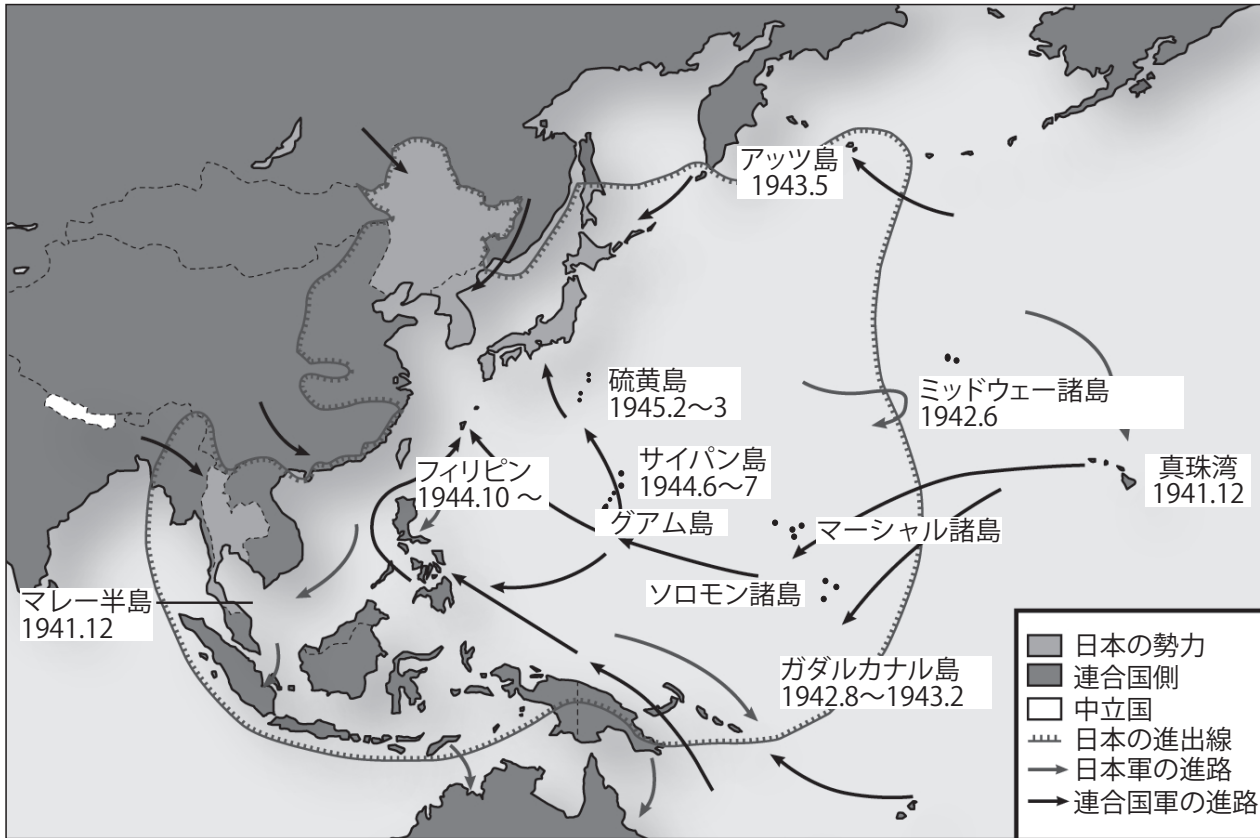 アッツ島
1943.5
硫黄島
1945.2〜3
ミッドウェー諸島
1942.6
フィリピン
1944.10 〜
サイパン島
1944.6〜7
グアム島
真珠湾
1941.12
マーシャル諸島
ソロモン諸島
マレー半島
1941.12
ガダルカナル島
1942.8〜1943.2
日本の勢力
連合国側
中立国
日本の進出線
日本軍の進路
連合国軍の進路